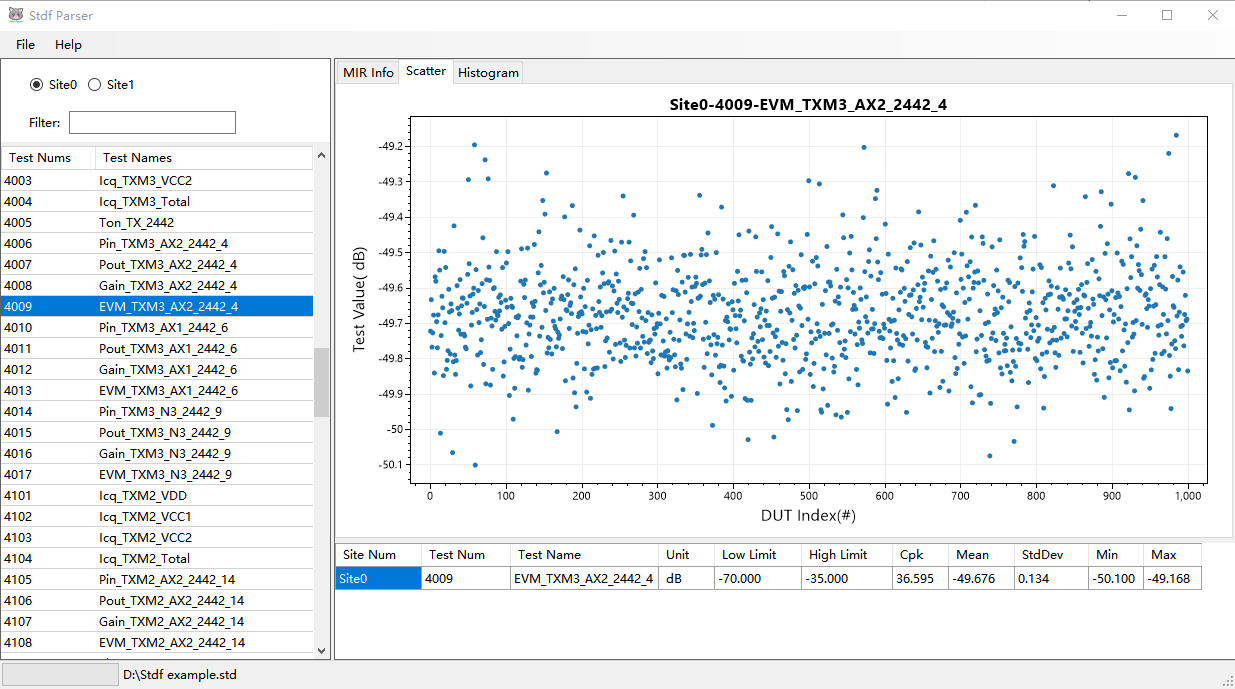 Stdf Parser
File Help
Site0 Site1
Filter:
Test Nums Test Names
4003 Icq_TXM3_VCC2
4004 Icq_TXM3_Total
4005 Ton_TX_2442
4006 Pin_TXM3_AX2_2442_4
4007 Pout_TXM3_AX2_2442_4
4008 Gain_TXM3_AX2_2442_4
4009 EVM_TXM3_AX2_2442_4
4010 Pin_TXM3_AX1_2442_6
4011 Pout_TXM3_AX1_2442_6
4012 Gain_TXM3_AX1_2442_6
4013 EVM_TXM3_AX1_2442_6
4014 Pin_TXM3_N3_2442_9
4015 Pout_TXM3_N3_2442_9
4016 Gain_TXM3_N3_2442_9
4017 EVM_TXM3_N3_2442_9
4101 Icq_TXM2_VDD
4102 Icq_TXM2_VCC1
4103 Icq_TXM2_VCC2
4104 Icq_TXM2_Total
4105 Pin_TXM2_AX2_2442_14
4106 Pout_TXM2_AX2_2442_14
4107 Gain_TXM2_AX2_2442_14
4108 EVM_TXM2_AX2_2442_14
MIR Info Scatter Histogram
Site0-4009-EVM_TXM3_AX2_2442_4
Test Value( dB)
-49.2
-49.3
-49.4
-49.5
-49.6
-49.7
-49.8
-49.9
-50
-50.1
0 100 200 300 400 500 600 700 800 900 1,000
DUT Index(#)
Site Num Test Num Test Name Unit Low Limit High Limit Cpk Mean StdDev Min Max
Site0 4009 EVM_TXM3_AX2_2442_4 dB -70.000 -35.000 36.595 -49.676 0.134 -50.100 -49.168
D:\Stdf example.std